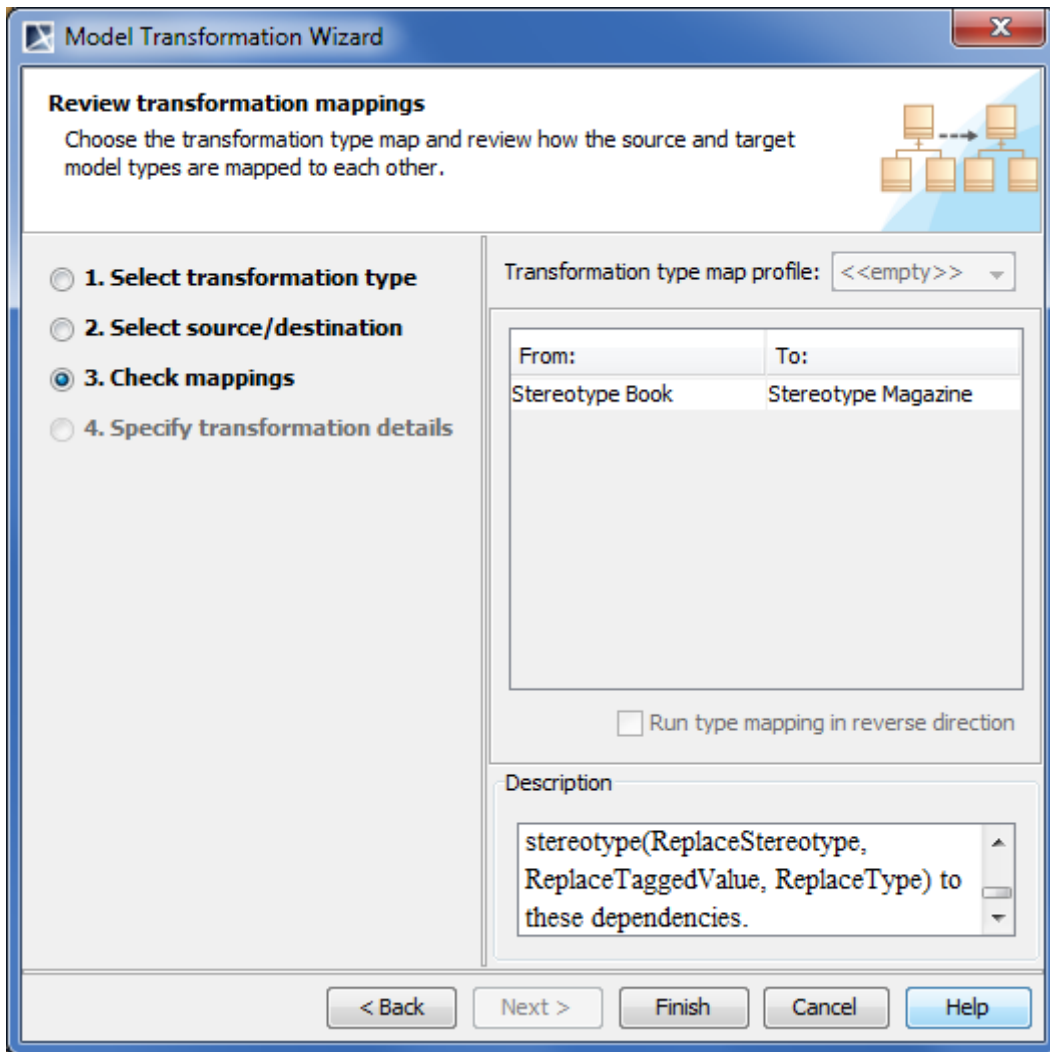 Model Transformation Wizard
Review transformation mappings
Choose the transformation type map and review how the source and target
model types are mapped to each other.
1. Select transformation type
2. Select source/destination
3. Check mappings
4. Specify transformation details
Transformation type map profile: <<empty>>
From: To:
Stereotype Book Stereotype Magazine
Run type mapping in reverse direction
Description
stereotype(ReplaceStereotype,
ReplaceTaggedValue, ReplaceType) to
these dependencies.
< Back Next > Finish Cancel Help